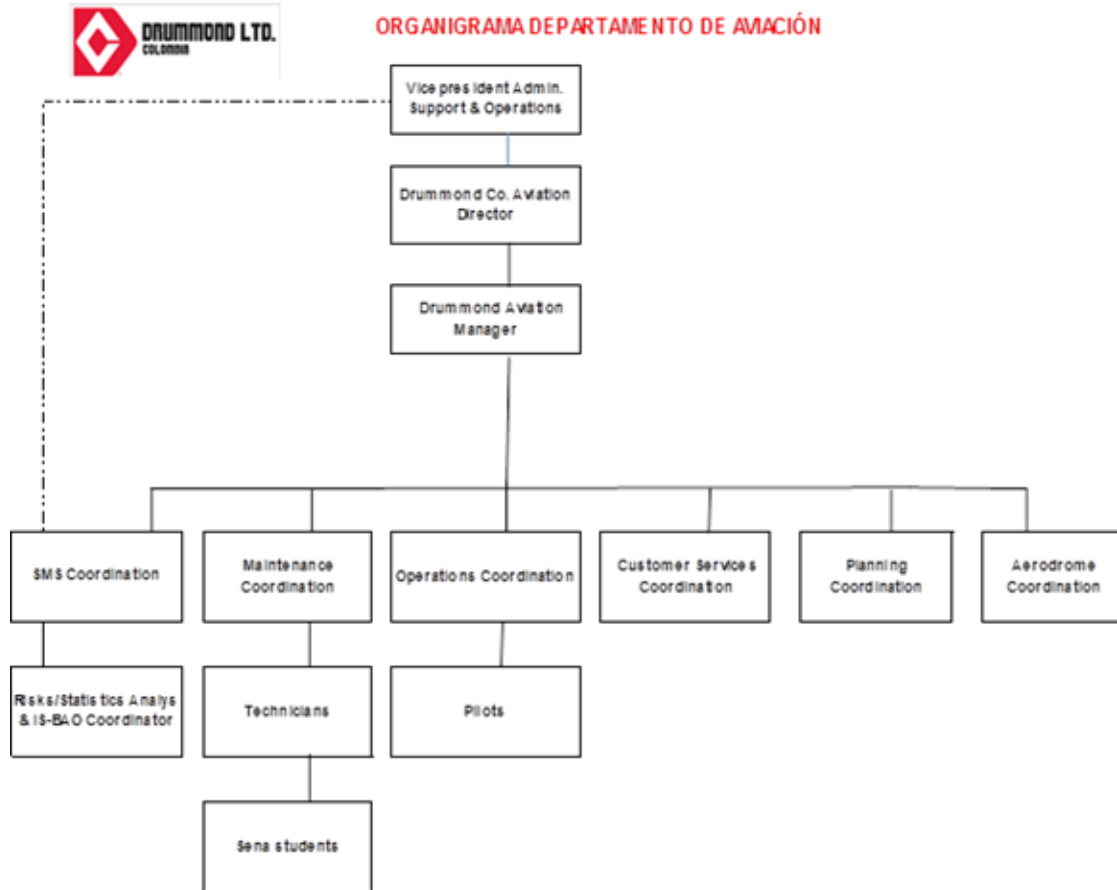 DRUMMOND LTD.
COLOMBIA
ORGANIGRAMA DEPARTAMENTO DE AVIACIÓN
Vicepresident Admin.
Support & Operations
Drummond Co. Aviation
Director
Drummond Aviation
Manager
SMS Coordination
Maintenance
Coordination
Operations Coordination
Customer Services
Coordination
Planning
Coordination
Aerodrome
Coordination
Risks/Statistics Analys
& IS-BAO Coordinator
Technicians
Pilots
Sena students